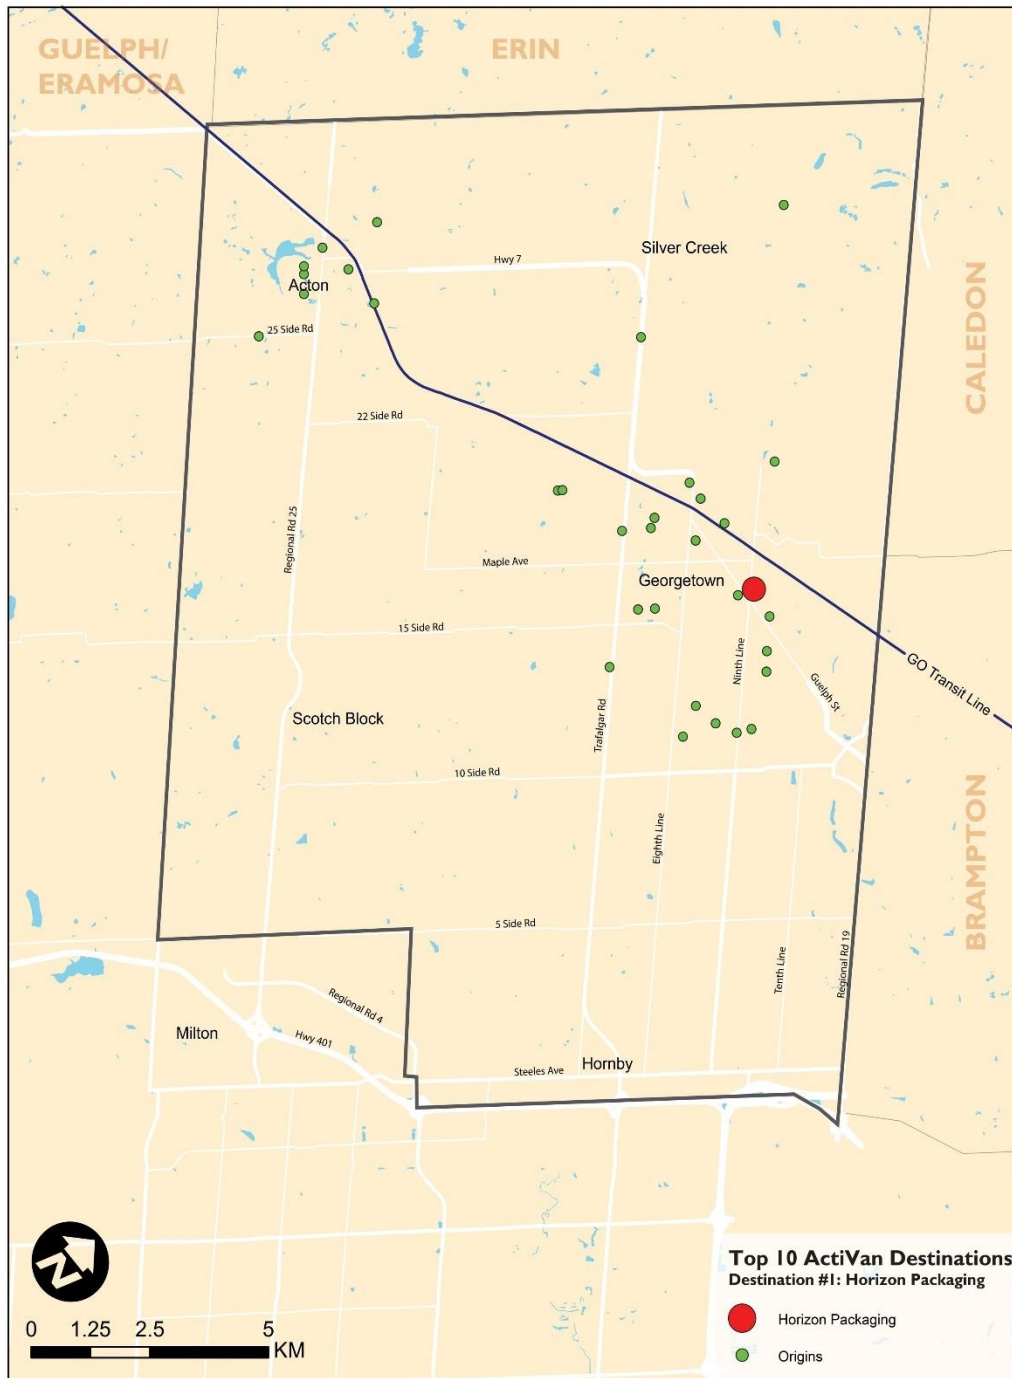 GUELPH/
ERAMOSA
ERIN
Silver Creek
Hwy 7
Acton
25 Side Rd
CALEDON
22 Side Rd
Regional Rd 25
Maple Ave
Georgetown
15 Side Rd
Ninth Line
GO Transit Line
Guelph St
Scotch Block
Trafalgar Rd
10 Side Rd
Eighth Line
BRAMPTON
5 Side Rd
Tenth Line
Regional Rd 19
Regional Rd 4
Milton
Hwy 401
Hornby
Steeles Ave
N
0 1.25 2.5 5
KM
Top 10 ActiVan Destinations
Destination #1: Horizon Packaging
Horizon Packaging
Origins